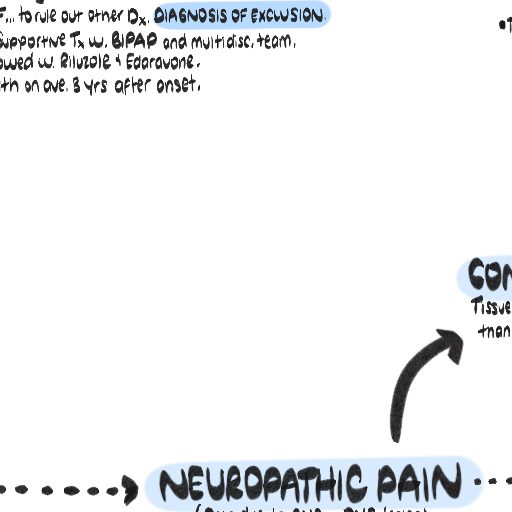 F... to rule out other Dx. DIAGNOSIS OF EXCLUSION.
Supportive Tx w. BiPAP and multidisc. team.
owed w. Riluzole & Edaravone.
th on ave. 3 yrs after onset.
CON
Tissue
than
NEUROPATHIC PAIN